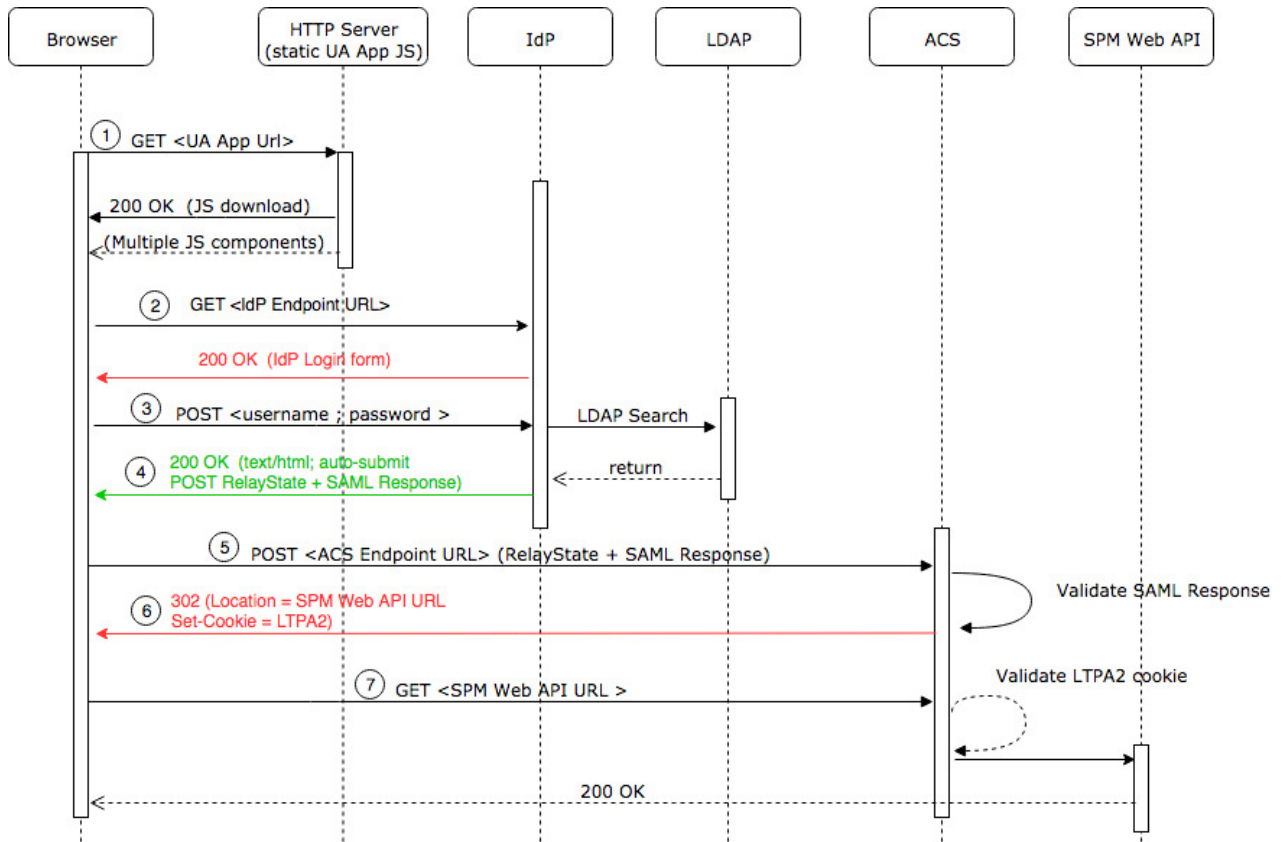 Browser
HTTP Server
(static UA App JS)
IdP
LDAP
ACS
SPM Web API
1
GET <UA App Url>
200 OK (JS download)
(Multiple JS components)
2
GET <IdP Endpoint URL>
200 OK (IdP Login form)
3
POST <username ; password >
LDAP Search
4
200 OK (text/html; auto-submit
POST RelayState + SAML Response)
return
5
POST <ACS Endpoint URL> (RelayState + SAML Response)
Validate SAML Response
6
302 (Location = SPM Web API URL
Set-Cookie = LTPA2)
7
GET <SPM Web API URL >
Validate LTPA2 cookie
200 OK